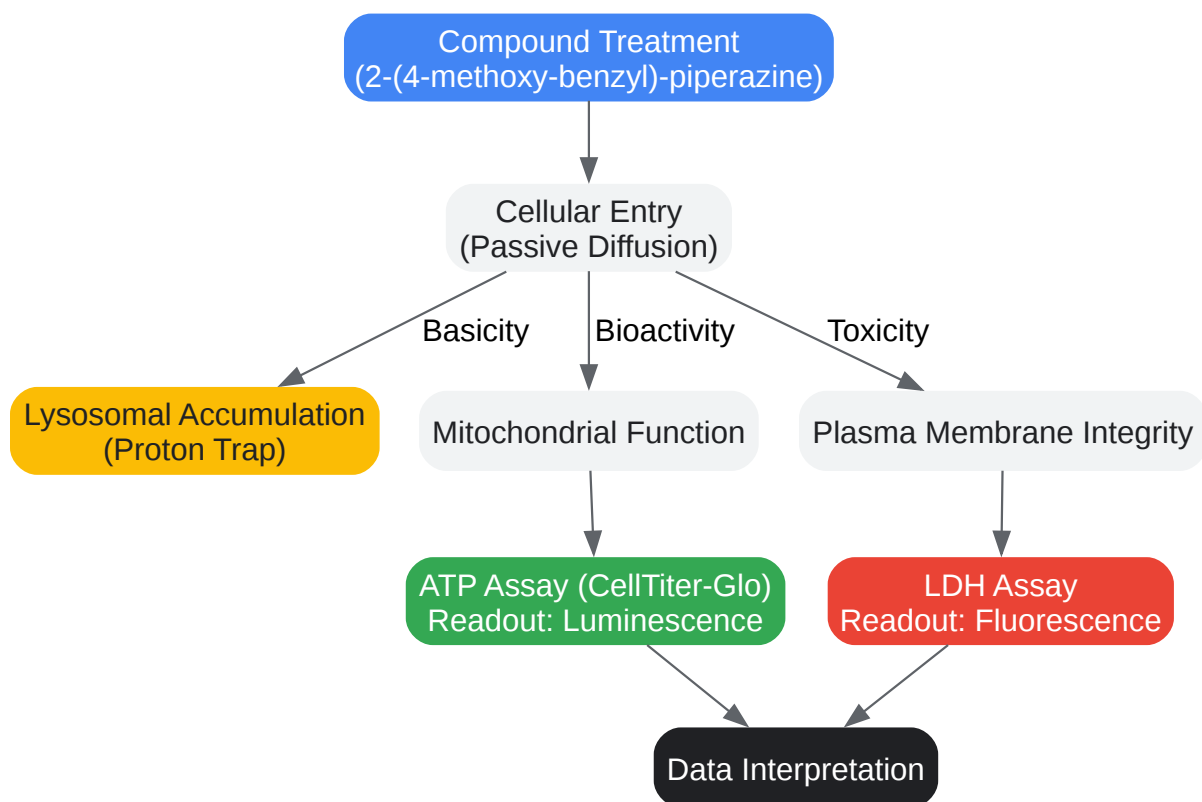 Compound Treatment
(2-(4-methoxy-benzyl)-piperazine)
Cellular Entry
(Passive Diffusion)
Basicity
Bioactivity
Toxicity
Lysosomal Accumulation
(Proton Trap)
Mitochondrial Function
Plasma Membrane Integrity
ATP Assay (CellTiter-Glo)
Readout: Luminescence
LDH Assay
Readout: Fluorescence
Data Interpretation